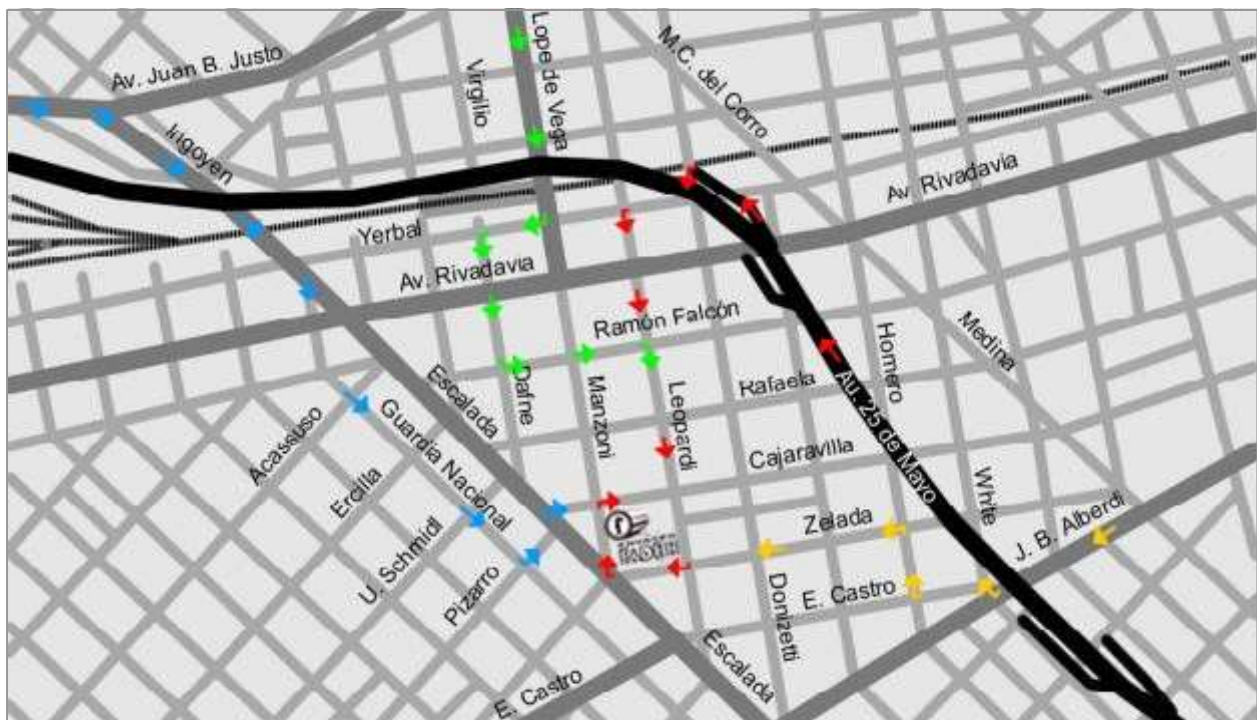 Av. Juan B. Justo
Virgilio
Lope de Vega
M.C. del Corro
Irigoyen
Av. Rivadavia
Yerbal
Av. Rivadavia
Ramón Falcón
Homero
Medina
Escalada
Dafne
Manzoni
Leopardi
Rafaela
Au. 25 de Mayo
Acassuso
Guardia Nacional
Cajaravilla
Ercilla
White
Zelada
J. B. Alberdi
U. Schmidl
Pizarro
Donizetti
E. Castro
Escalada
E. Castro